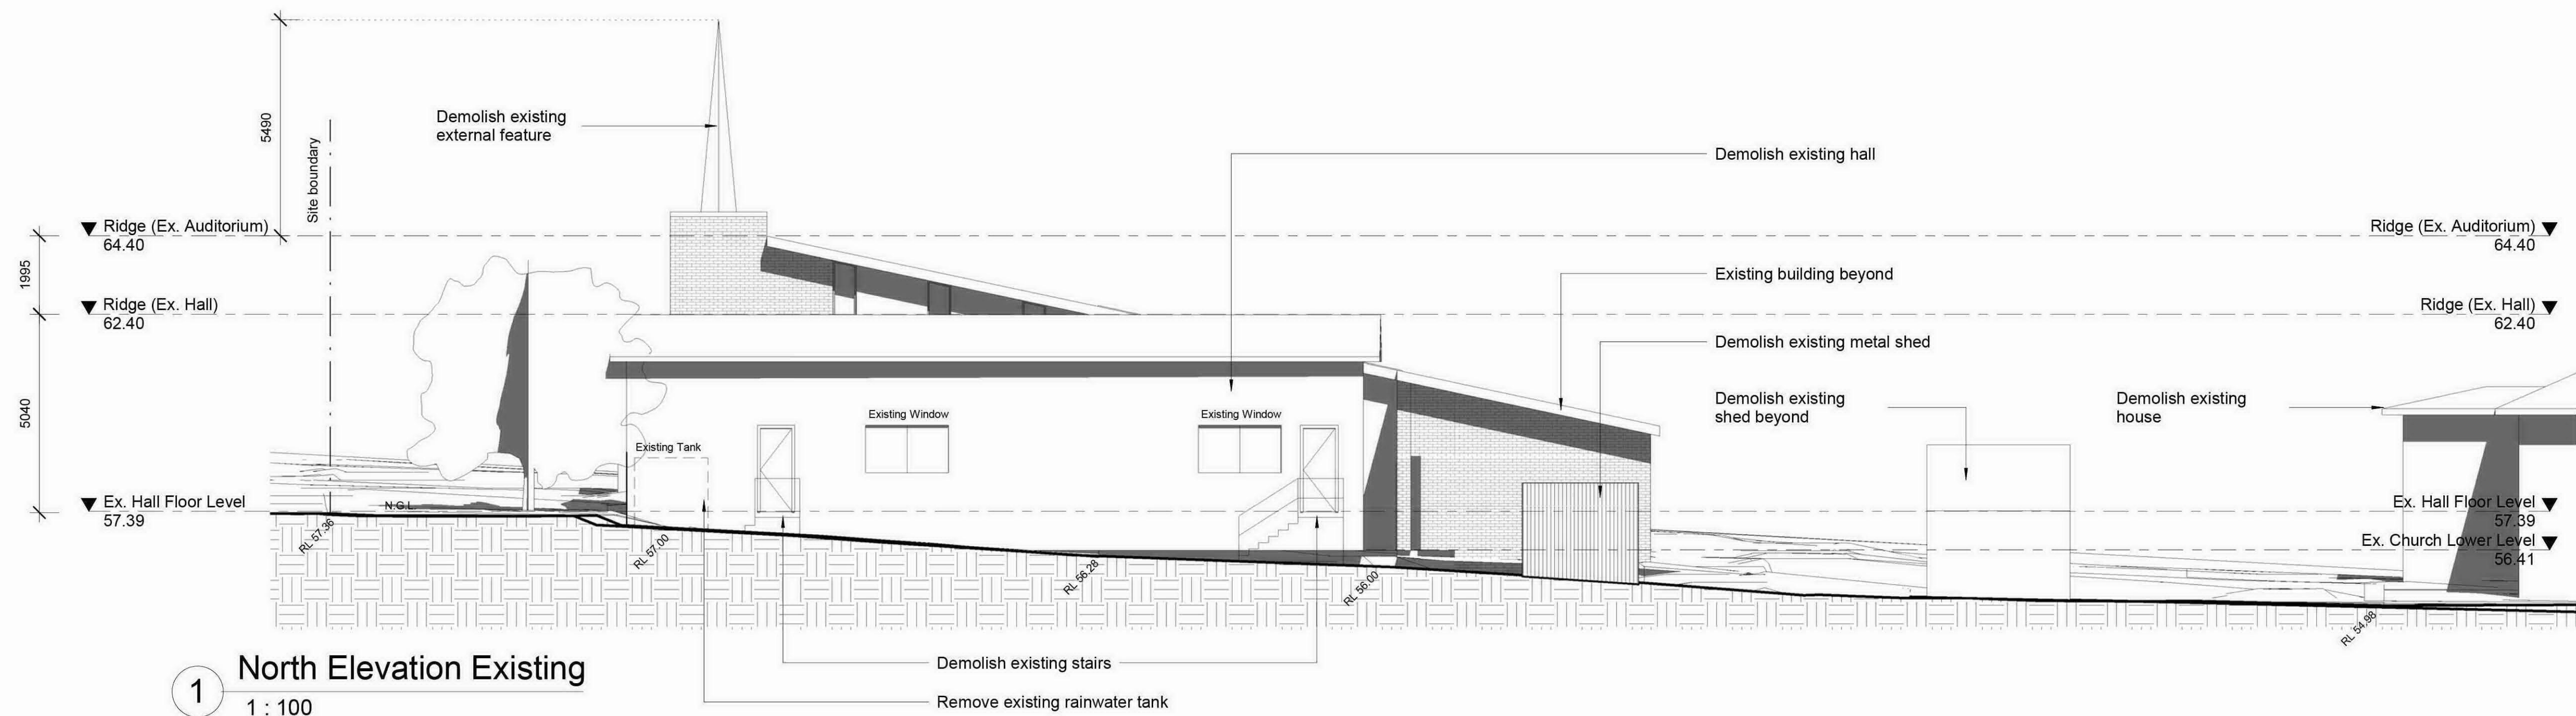 5490
Site boundary
Demolish existing
external feature
Demolish existing hall
Ridge (Ex. Auditorium)
64.40
Ridge (Ex. Auditorium)
64.40
1995
Existing building beyond
Ridge (Ex. Hall)
62.40
Ridge (Ex. Hall)
62.40
Demolish existing metal shed
5040
Demolish existing
shed beyond
Demolish existing
house
Existing Window
Existing Window
Existing Tank
Ex. Hall Floor Level
57.39
N.G.L.
Ex. Hall Floor Level
57.39
Ex. Church Lower Level
56.41
RL 57.36
RL 57.00
RL 56.28
RL 56.00
RL 54.98
Demolish existing stairs
Remove existing rainwater tank
1
North Elevation Existing
1 : 100